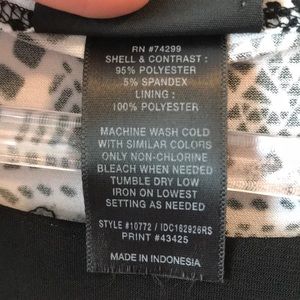 RN #74299
SHELL & CONTRAST :
95% POLYESTER
5% SPANDEX
LINING :
100% POLYESTER
MACHINE WASH COLD
WITH SIMILAR COLORS
ONLY NON-CHLORINE
BLEACH WHEN NEEDED
TUMBLE DRY LOW
IRON ON LOWEST
SETTING AS NEEDED
STYLE #10772 / IDC162926RS
PRINT #43425
MADE IN INDONESIA